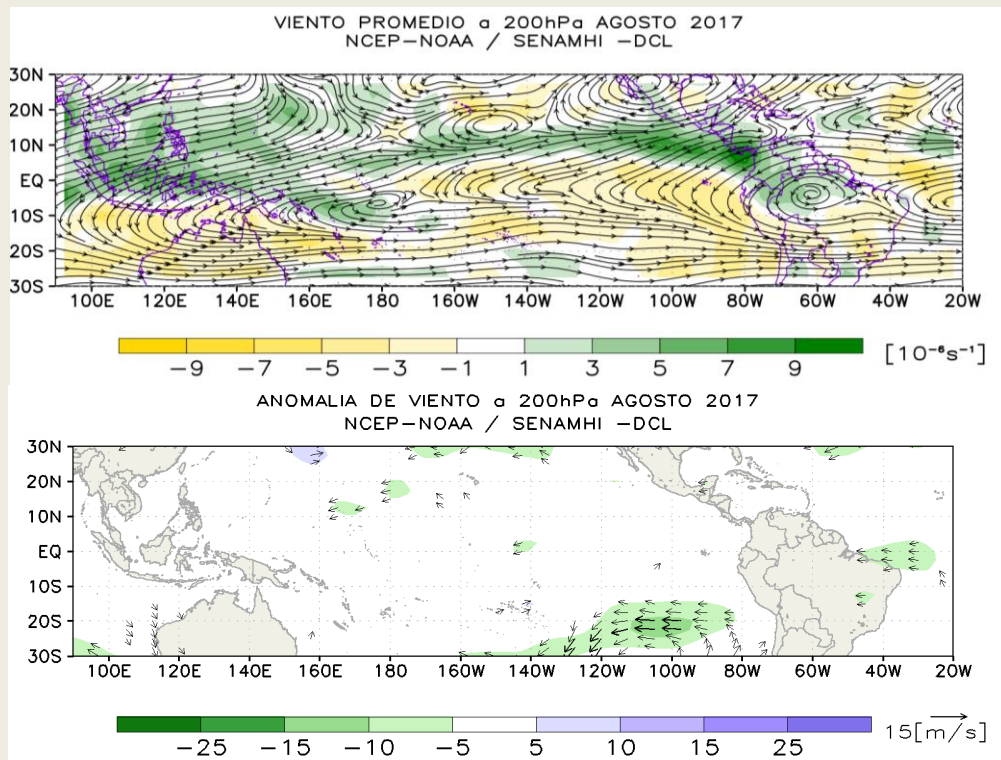 VIENTO PROMEDIO a 200hPa AGOSTO 2017
NCEP-NOAA / SENAMHI -DCL
30N
20N
10N
EQ
10S
20S
30S
100E 120E 140E 160E 180 160W 140W 120W 100W 80W 60W 40W 20W
-9 -7 -5 -3 -1 1 3 5 7 9 [10⁻⁶s⁻¹]
ANOMALIA DE VIENTO a 200hPa AGOSTO 2017
NCEP-NOAA / SENAMHI -DCL
30N
20N
10N
EQ
10S
20S
30S
100E 120E 140E 160E 180 160W 140W 120W 100W 80W 60W 40W 20W
-25 -15 -10 -5 5 10 15 25 15[m/s]